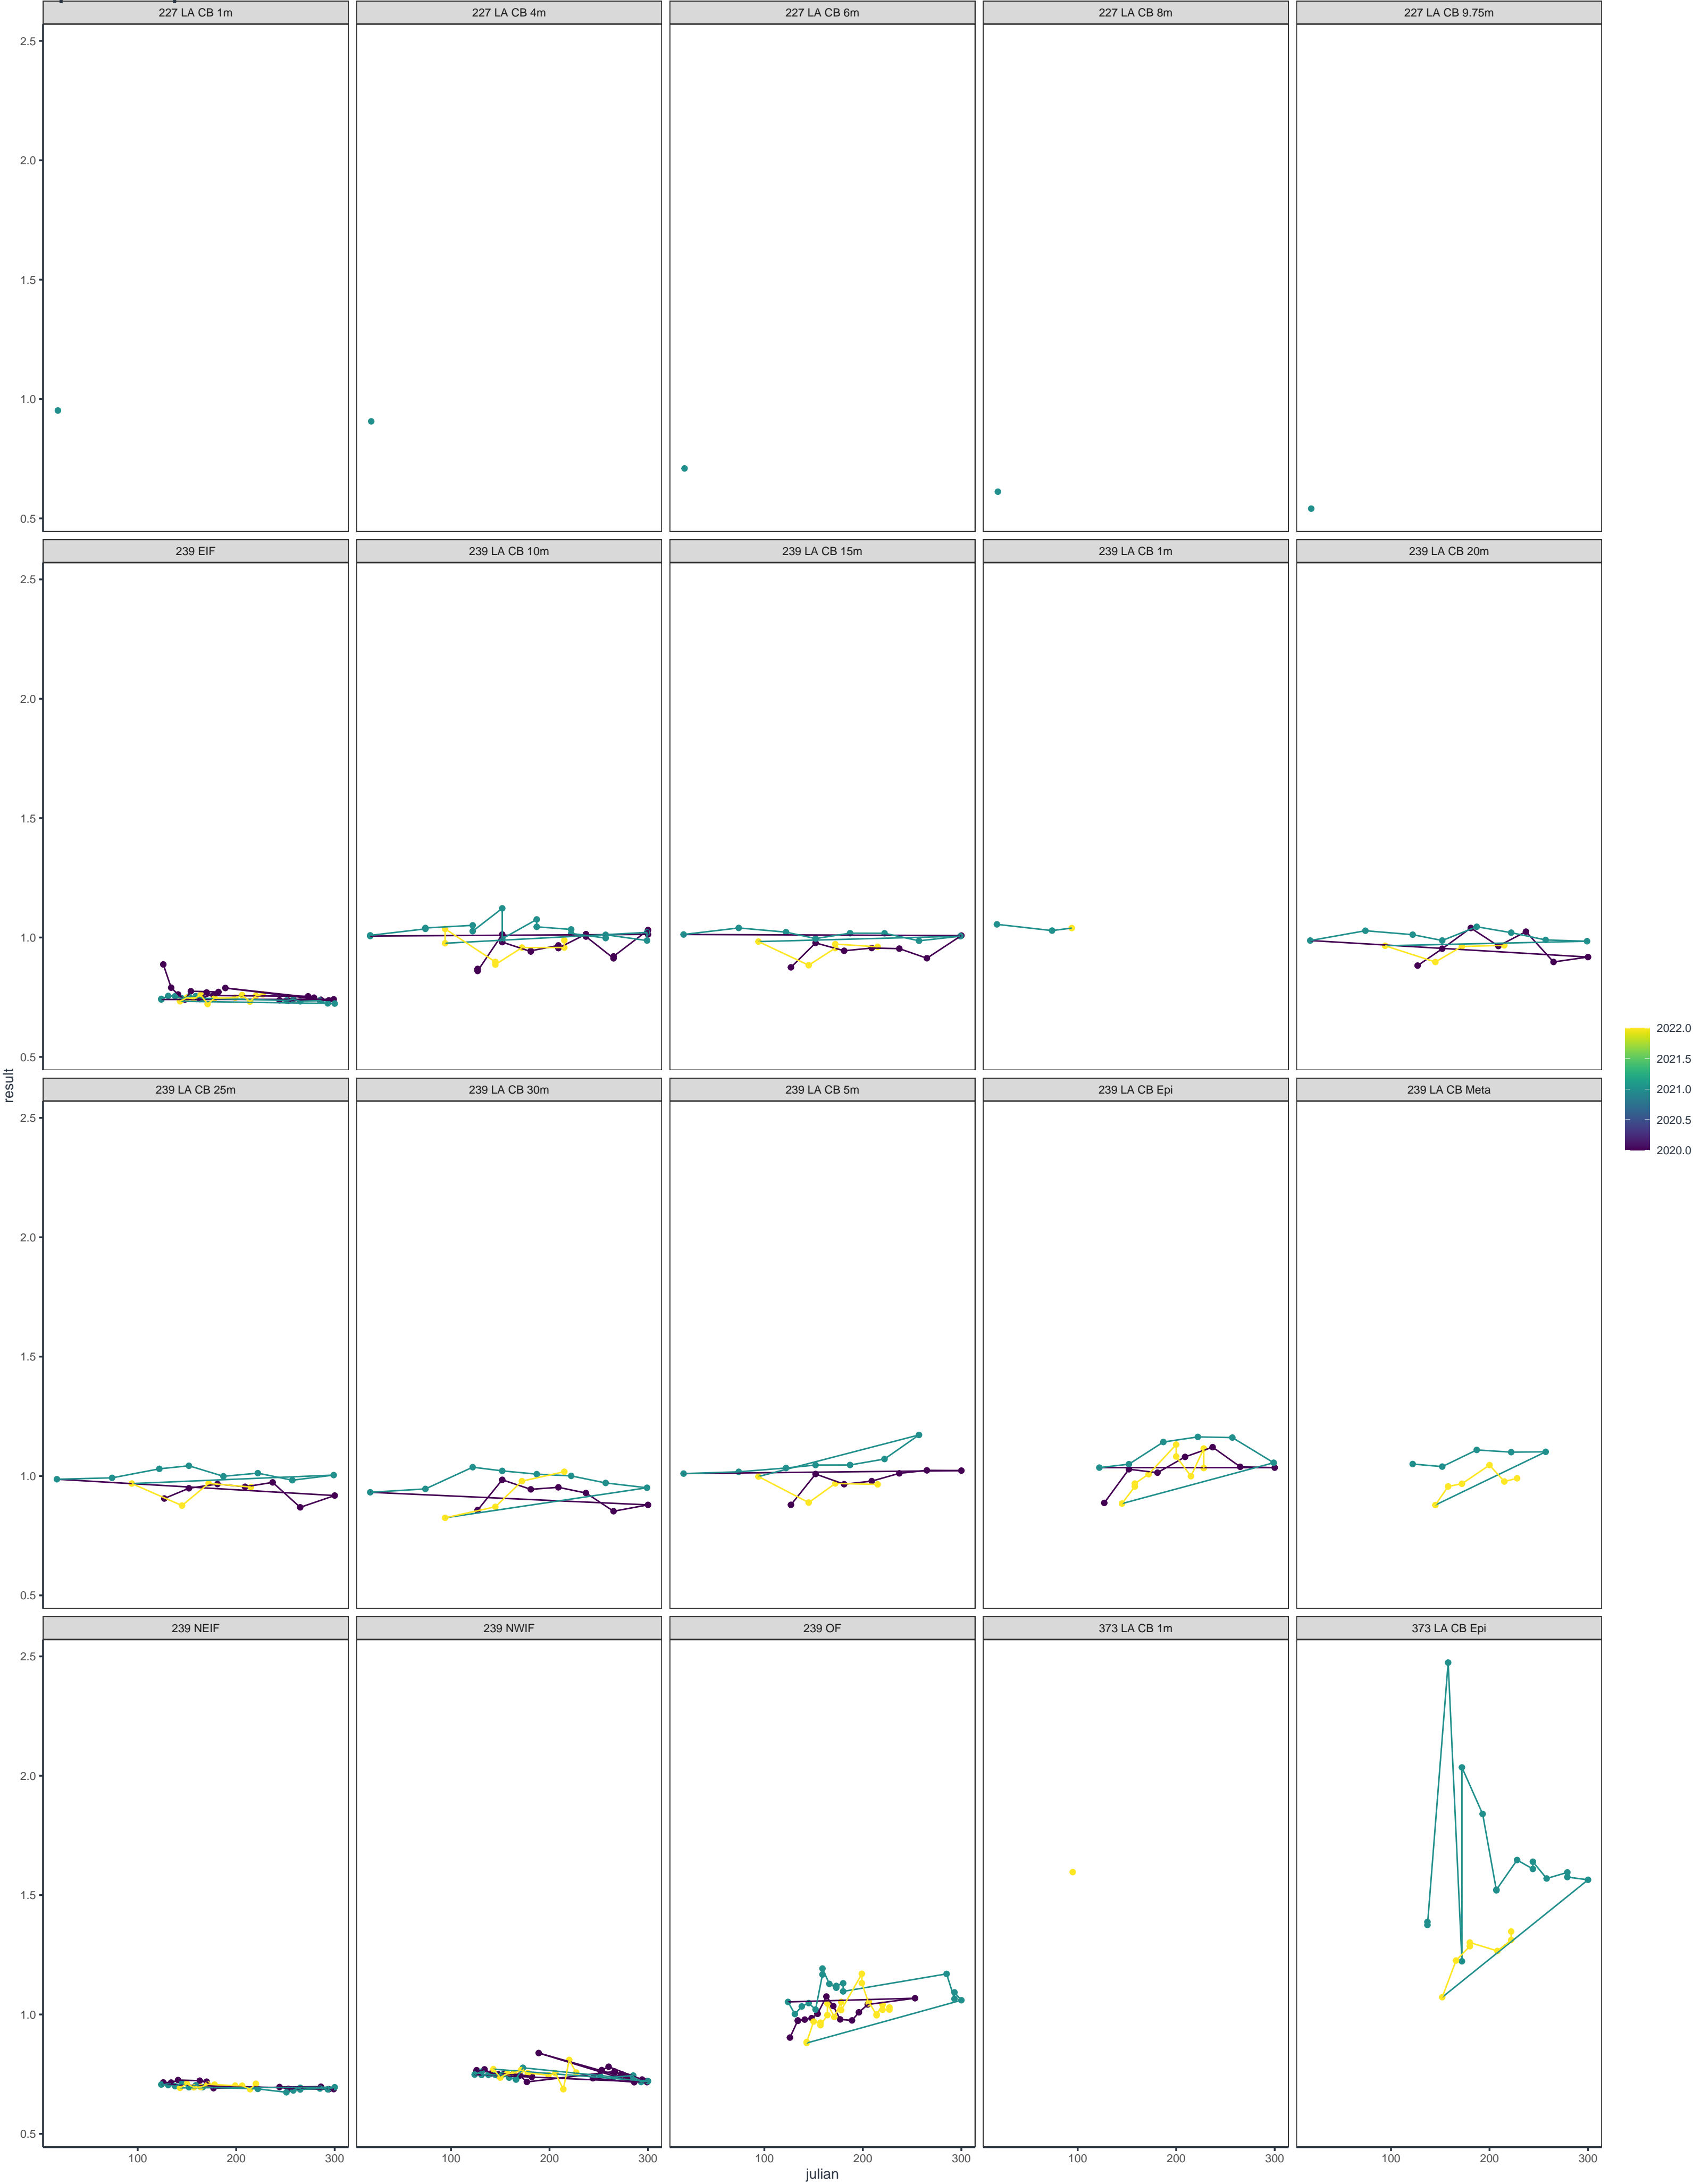 227 LA CB 1m
227 LA CB 4m
227 LA CB 6m
227 LA CB 8m
227 LA CB 9.75m
2.5
2.0
1.5
1.0
0.5
239 EIF
239 LA CB 10m
239 LA CB 15m
239 LA CB 1m
239 LA CB 20m
2.5
2.0
1.5
1.0
0.5
result
239 LA CB 25m
239 LA CB 30m
239 LA CB 5m
239 LA CB Epi
239 LA CB Meta
2.5
2.0
1.5
1.0
0.5
2022.0
2021.5
2021.0
2020.5
2020.0
239 NEIF
239 NWIF
239 OF
373 LA CB 1m
373 LA CB Epi
2.5
2.0
1.5
1.0
0.5
100 200 300
100 200 300
100 200 300
100 200 300
100 200 300
julian